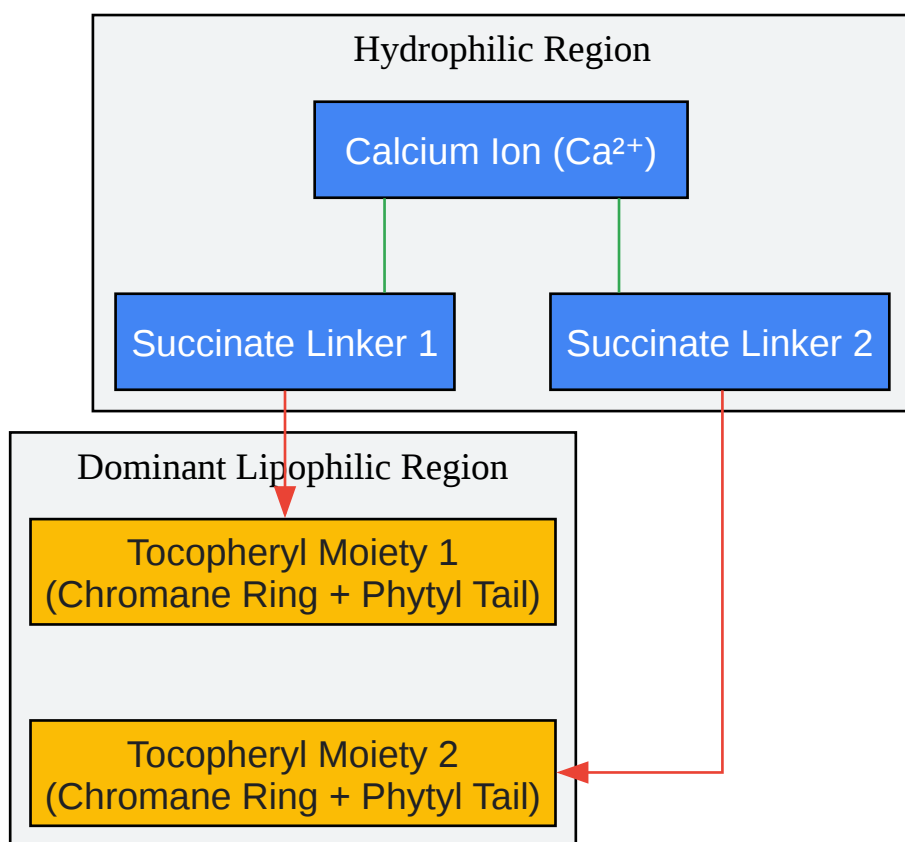 Hydrophilic Region
Calcium Ion (Ca²⁺)
Succinate Linker 1
Succinate Linker 2
Dominant Lipophilic Region
Tocopheryl Moiety 1
(Chromane Ring + Phytyl Tail)
Tocopheryl Moiety 2
(Chromane Ring + Phytyl Tail)